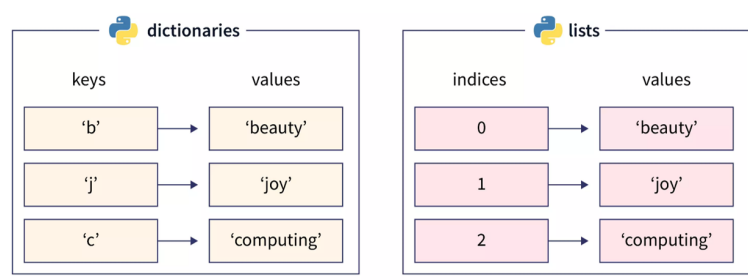 dictionaries
keys values
‘b’ ‘beauty’
‘j’ ‘joy’
‘c’ ‘computing’
lists
indices values
0 ‘beauty’
1 ‘joy’
2 ‘computing’